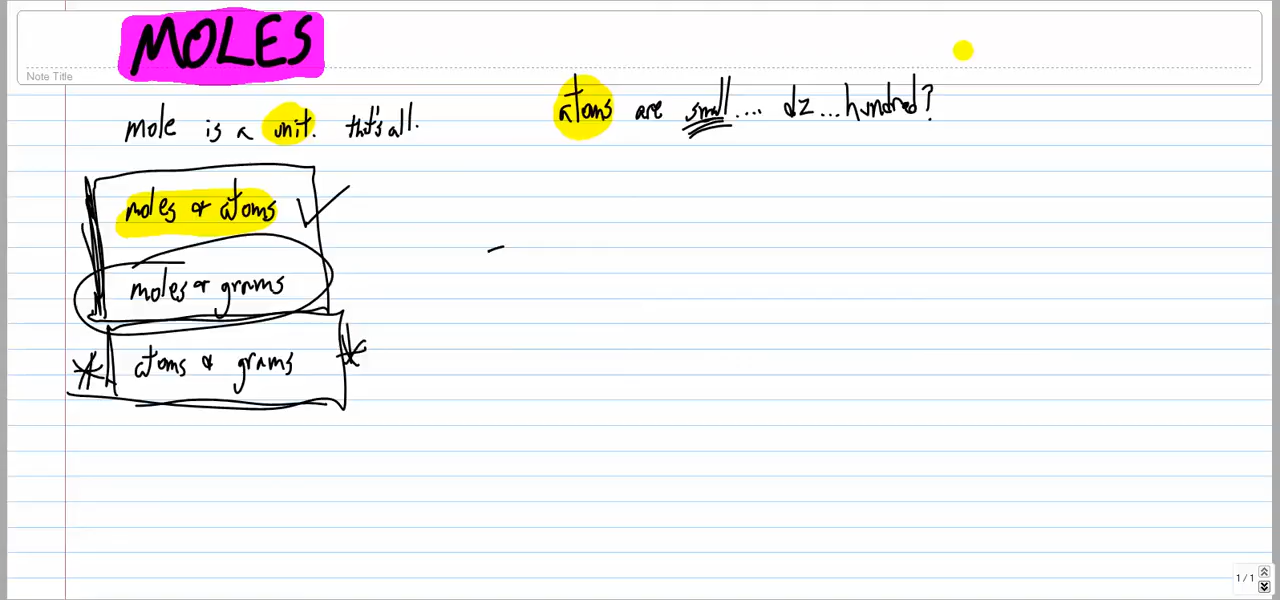 MOLES
Note Title
mole is a unit. that's all.
atoms are small.... dz ... hundred?
moles & atoms
moles & grams
atoms & grams
1 / 1